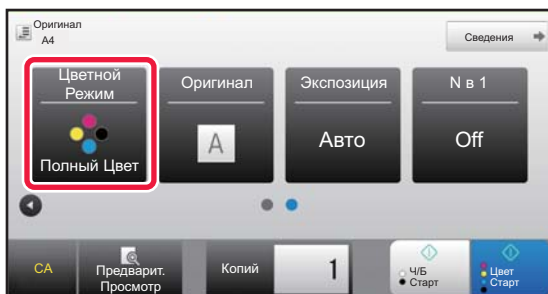 Оригинал
A4
Сведения
Цветной
Режим
Полный Цвет
Оригинал
A
Экспозиция
Авто
N в 1
Off
CA
Предварит.
Просмотр
Копий
1
Ч/Б
Старт
Цвет
Старт